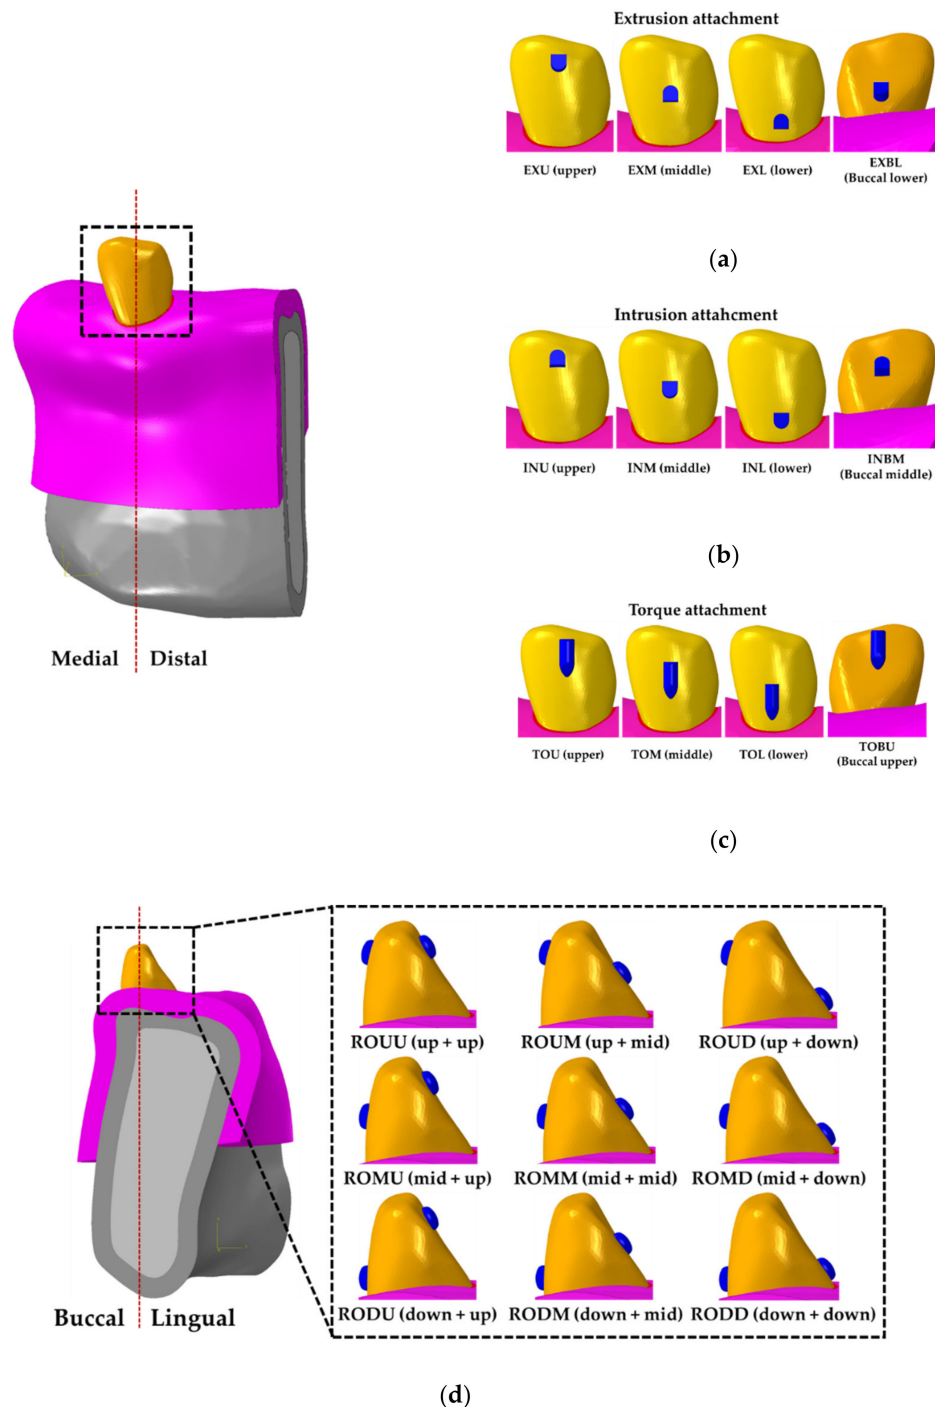 Extrusion attachment
EXU (upper) EXM (middle) EXL (lower) EXBL
(Buccal lower)
(a)
Intrusion attahcment
INU (upper) INM (middle) INL (lower) INBM
(Buccal middle)
(b)
Torque attachment
TOU (upper) TOM (middle) TOL (lower) TOBU
(Buccal upper)
(c)
Medial Distal
ROUU (up + up) ROUM (up + mid) ROUD (up + down)
ROMU (mid + up) ROMM (mid + mid) ROMD (mid + down)
RODU (down + up) RODM (down + mid) RODD (down + down)
Buccal Lingual
(d)